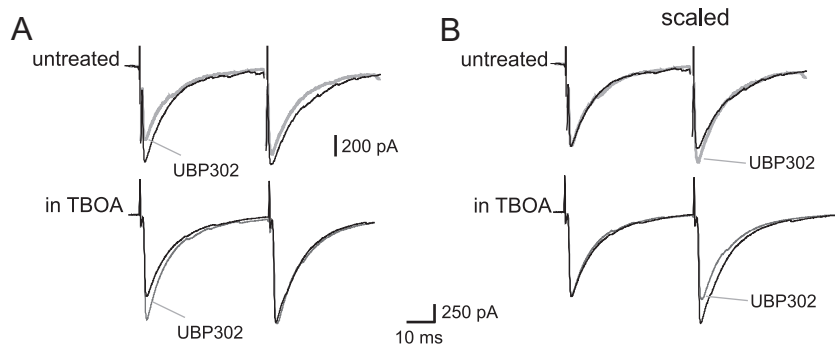 A
untreated
UBP302
200 pA
in TBOA
UBP302
250 pA
10 ms
B
scaled
untreated
UBP302
in TBOA
UBP302